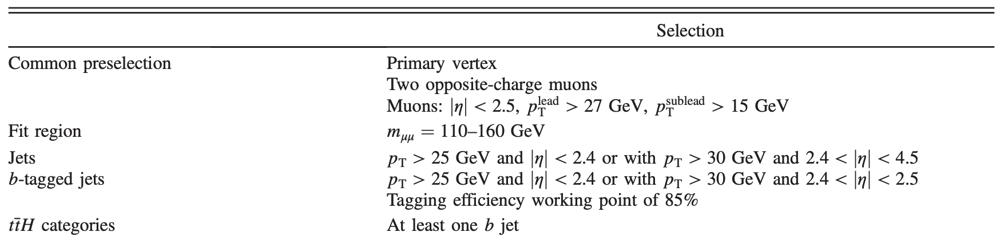 Selection
Common preselection Primary vertex
Two opposite-charge muons
Muons: |η| < 2.5, p_T^lead > 27 GeV, p_T^sublead > 15 GeV
Fit region m_μμ = 110–160 GeV
Jets p_T > 25 GeV and |η| < 2.4 or with p_T > 30 GeV and 2.4 < |η| < 4.5
b-tagged jets p_T > 25 GeV and |η| < 2.4 or with p_T > 30 GeV and 2.4 < |η| < 2.5
Tagging efficiency working point of 85%
tt̄H categories At least one b jet